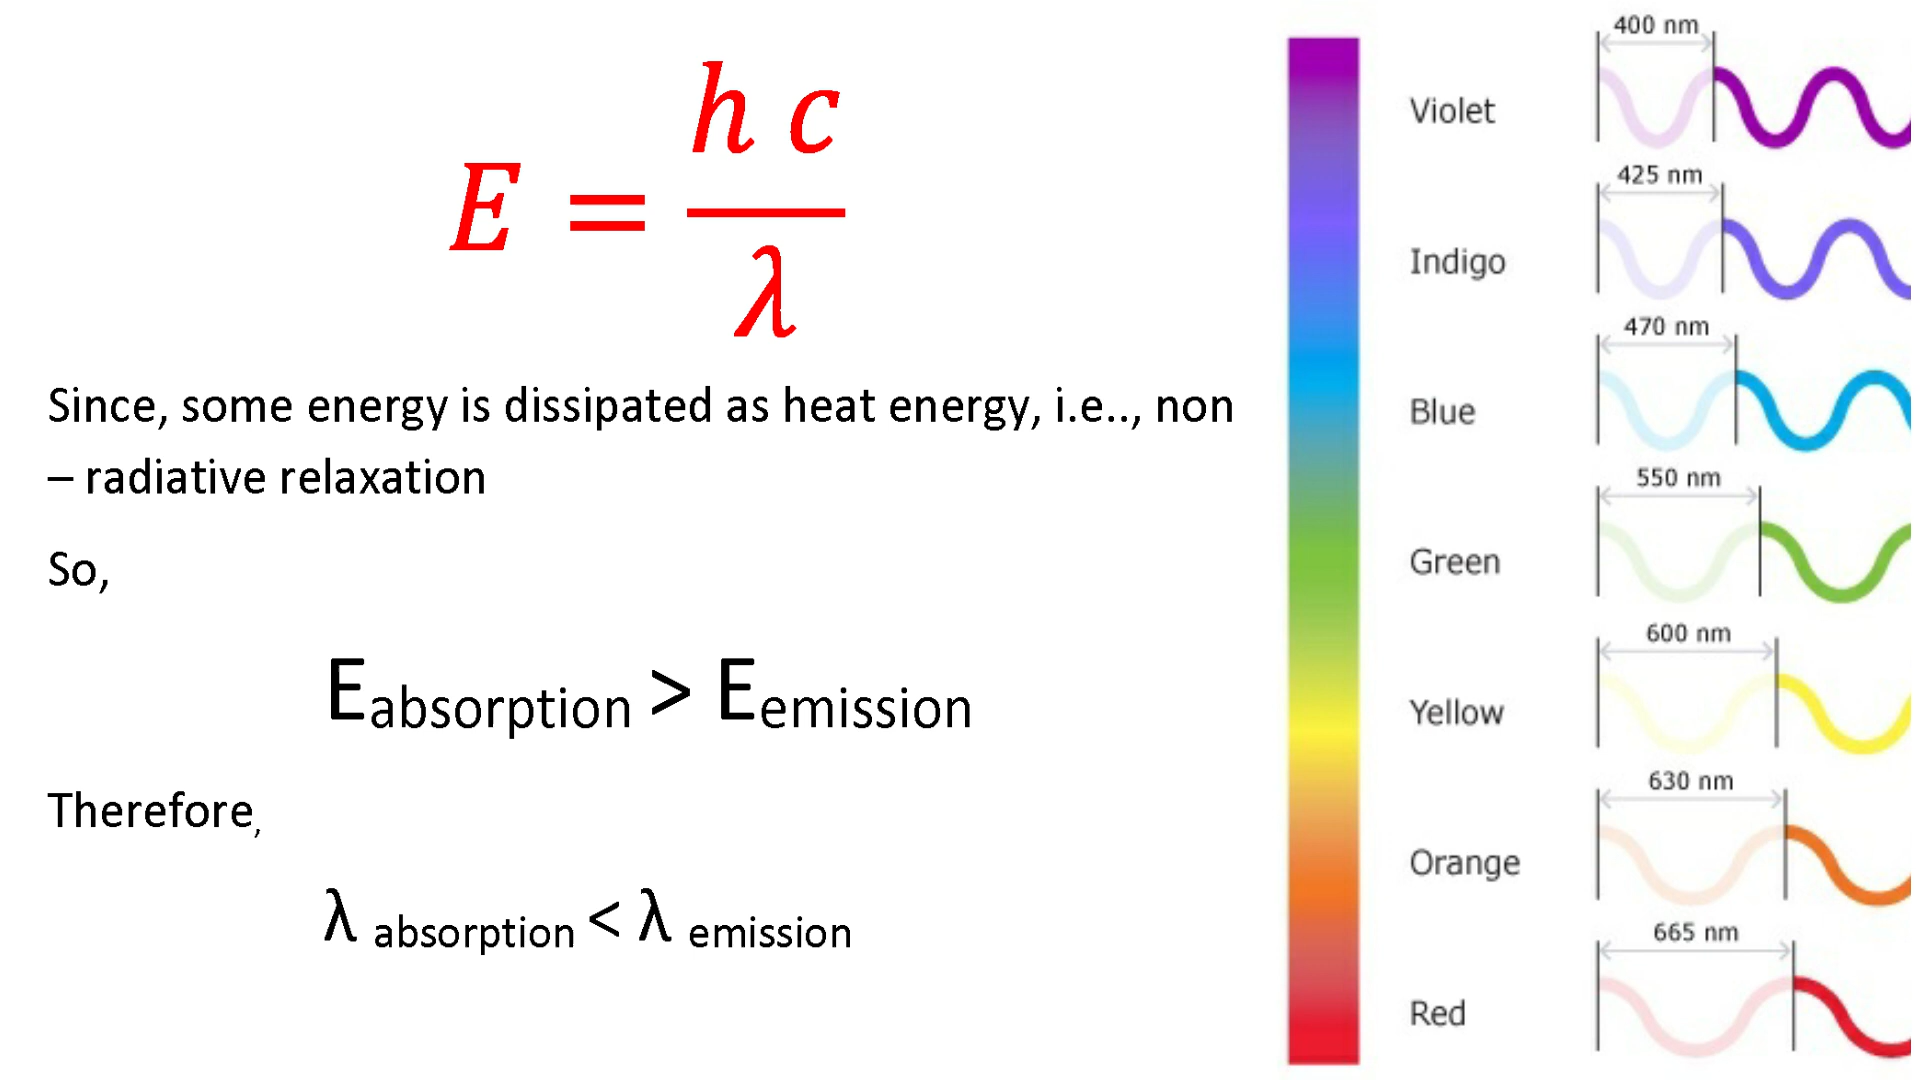 E = h c / λ
Since, some energy is dissipated as heat energy, i.e.., non
– radiative relaxation
So,
Eabsorption > Eemission
Therefore,
λ absorption < λ emission
400 nm
Violet
425 nm
Indigo
470 nm
Blue
550 nm
Green
600 nm
Yellow
630 nm
Orange
665 nm
Red